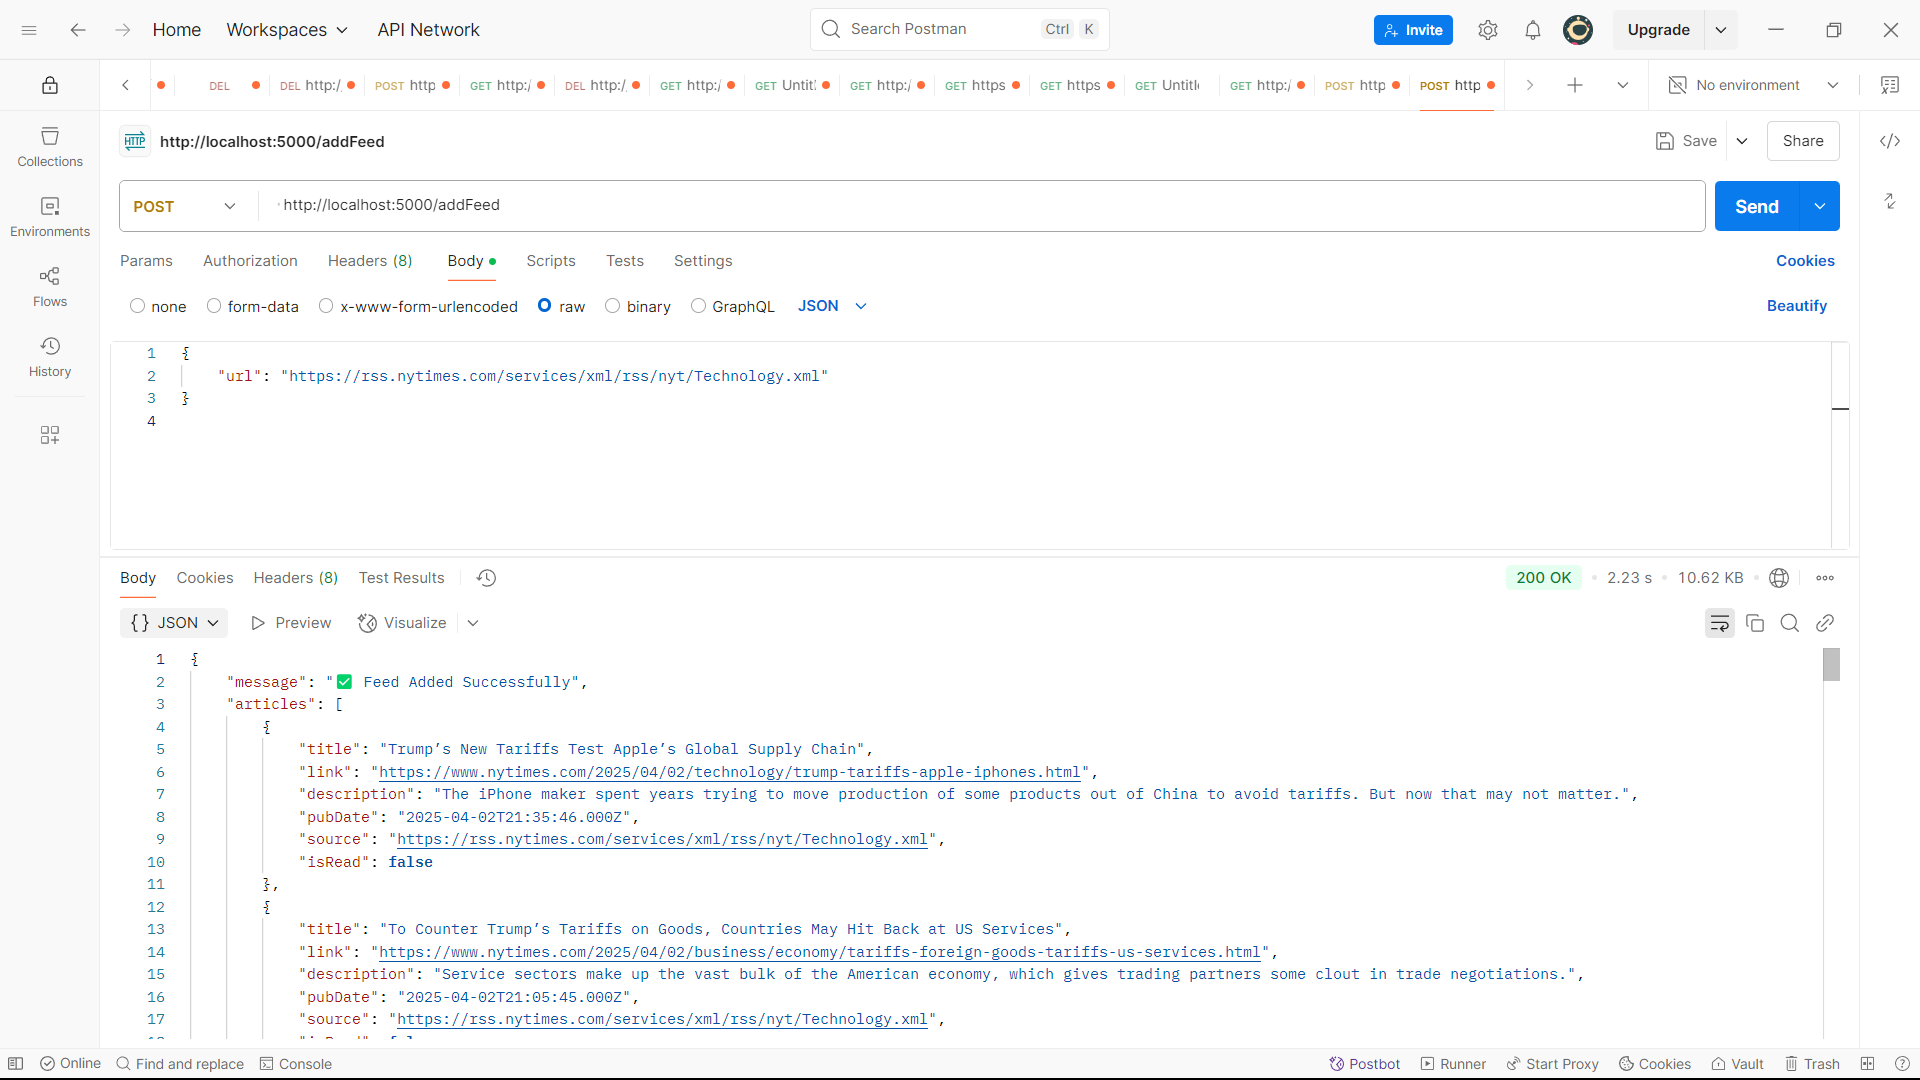 Home Workspaces API Network Search Postman Ctrl K Invite Upgrade
DEL DEL http:/ POST http GET http:/ DEL http:/ GET http:/ GET Untitl GET http:/ GET https GET https GET Untitle GET http:/ POST http POST http No environment
HTTP http://localhost:5000/addFeed Save Share
POST http://localhost:5000/addFeed Send
Params Authorization Headers (8) Body Scripts Tests Settings Cookies
none form-data x-www-form-urlencoded raw binary GraphQL JSON Beautify
Collections
Environments
Flows
History
1 {
2 "url": "https://rss.nytimes.com/services/xml/rss/nyt/Technology.xml"
3 }
4
Body Cookies Headers (8) Test Results 200 OK 2.23 s 10.62 KB
{} JSON Preview Visualize
1 {
2 "message": "✅ Feed Added Successfully",
3 "articles": [
4 {
5 "title": "Trump’s New Tariffs Test Apple’s Global Supply Chain",
6 "link": "https://www.nytimes.com/2025/04/02/technology/trump-tariffs-apple-iphones.html",
7 "description": "The iPhone maker spent years trying to move production of some products out of China to avoid tariffs. But now that may not matter.",
8 "pubDate": "2025-04-02T21:35:46.000Z",
9 "source": "https://rss.nytimes.com/services/xml/rss/nyt/Technology.xml",
10 "isRead": false
11 },
12 {
13 "title": "To Counter Trump’s Tariffs on Goods, Countries May Hit Back at US Services",
14 "link": "https://www.nytimes.com/2025/04/02/business/economy/tariffs-foreign-goods-tariffs-us-services.html",
15 "description": "Service sectors make up the vast bulk of the American economy, which gives trading partners some clout in trade negotiations.",
16 "pubDate": "2025-04-02T21:05:45.000Z",
17 "source": "https://rss.nytimes.com/services/xml/rss/nyt/Technology.xml",
Online Find and replace Console Postbot Runner Start Proxy Cookies Vault Trash